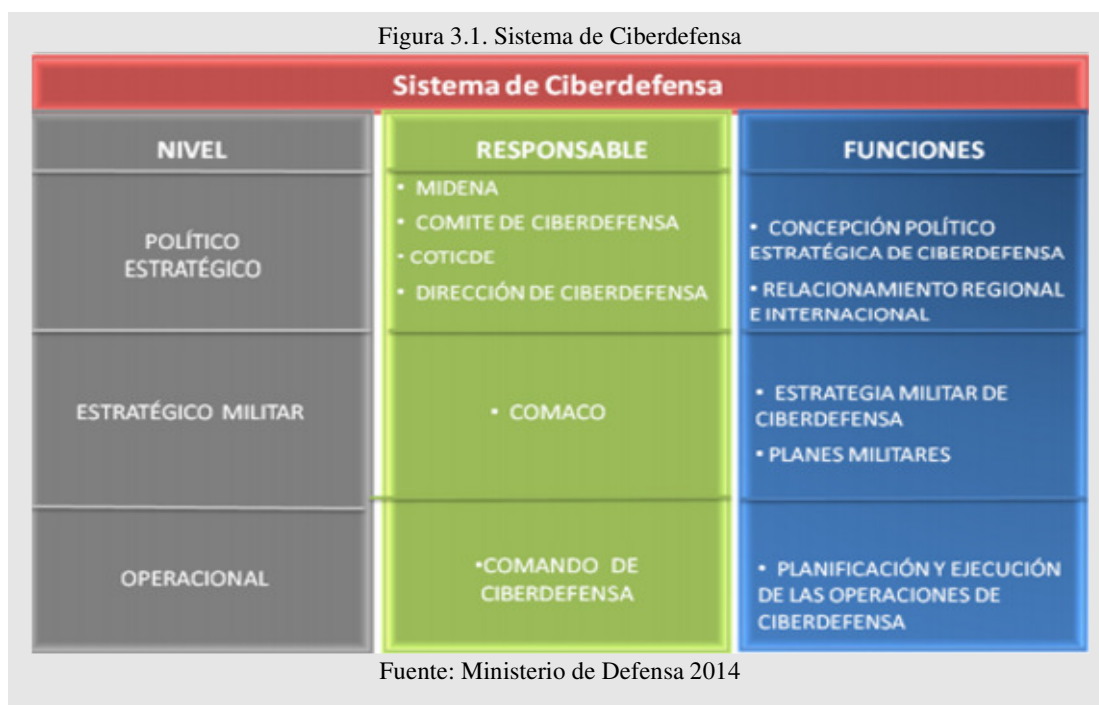 Figura 3.1. Sistema de Ciberdefensa
Sistema de Ciberdefensa
NIVEL
RESPONSABLE
FUNCIONES
POLÍTICO
ESTRATÉGICO
• MIDENA
• COMITE DE CIBERDEFENSA
• COTICDE
• DIRECCIÓN DE CIBERDEFENSA
• CONCEPCIÓN POLÍTICO
ESTRATÉGICA DE CIBERDEFENSA
• RELACIONAMIENTO REGIONAL
E INTERNACIONAL
ESTRATÉGICO MILITAR
• COMACO
• ESTRATEGIA MILITAR DE
CIBERDEFENSA
• PLANES MILITARES
OPERACIONAL
•COMANDO DE
CIBERDEFENSA
• PLANIFICACIÓN Y EJECUCIÓN
DE LAS OPERACIONES DE
CIBERDEFENSA
Fuente: Ministerio de Defensa 2014